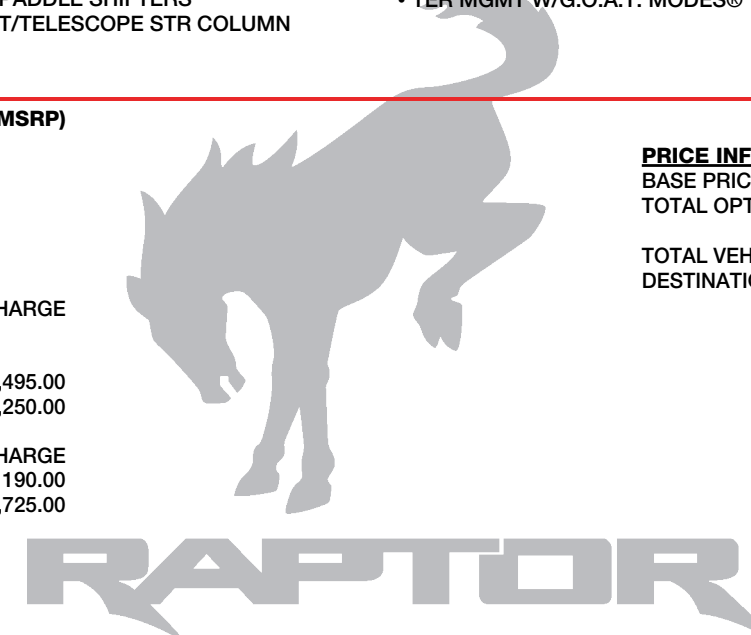 PADDLE SHIFTERS
T/TELESCOPE STR COLUMN
• TER MGMT W/G.O.A.T. MODES®
MSRP)
HARGE
,495.00
,250.00
HARGE
190.00
,725.00
PRICE INF
BASE PRIC
TOTAL OPT
TOTAL VEH
DESTINATI
RAPTOR